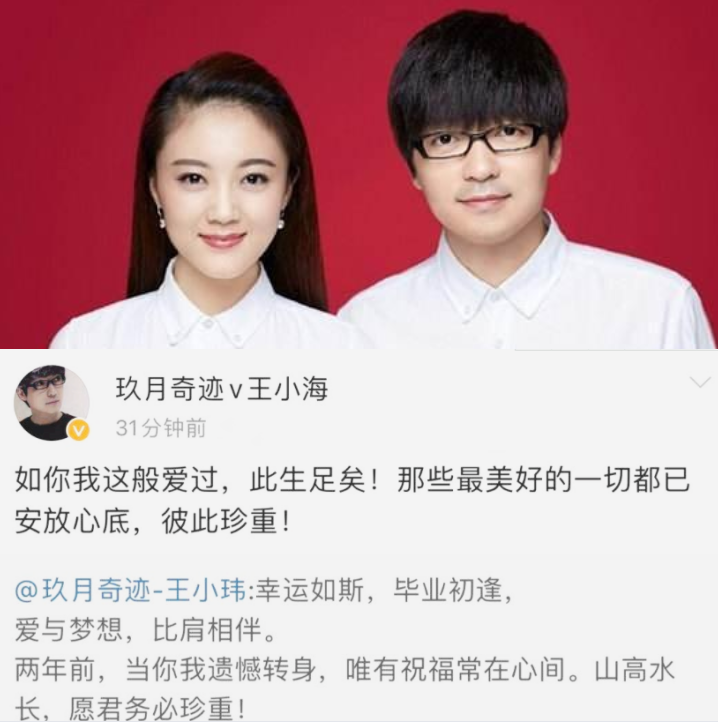 玖月奇迹v王小海
31分钟前
如你我这般爱过，此生足矣！那些最美好的一切都已
安放心底，彼此珍重！
@玖月奇迹-王小玮:幸运如斯，毕业初逢，
爱与梦想，比肩相伴。
两年前，当你我遗憾转身，唯有祝福常在心间。山高水
长，愿君务必珍重！